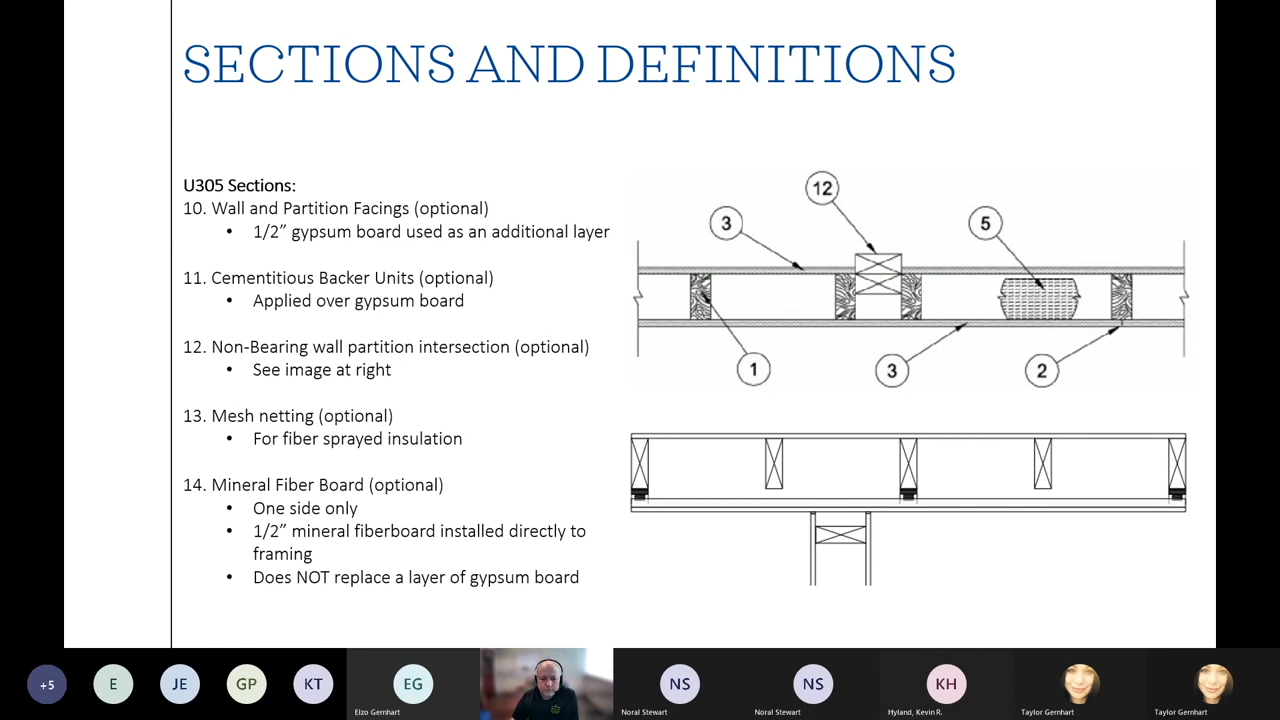 SECTIONS AND DEFINITIONS
U305 Sections:
10. Wall and Partition Facings (optional)
• 1/2” gypsum board used as an additional layer
11. Cementitious Backer Units (optional)
• Applied over gypsum board
12. Non-Bearing wall partition intersection (optional)
• See image at right
13. Mesh netting (optional)
• For fiber sprayed insulation
14. Mineral Fiber Board (optional)
• One side only
• 1/2” mineral fiberboard installed directly to
framing
• Does NOT replace a layer of gypsum board
12
3
5
1
3
2
+5
E
JE
GP
KT
EG
NS
NS
KH
Elzo Gernhart
Noral Stewart
Noral Stewart
Hyland, Kevin R.
Taylor Gernhart
Taylor Gernhart